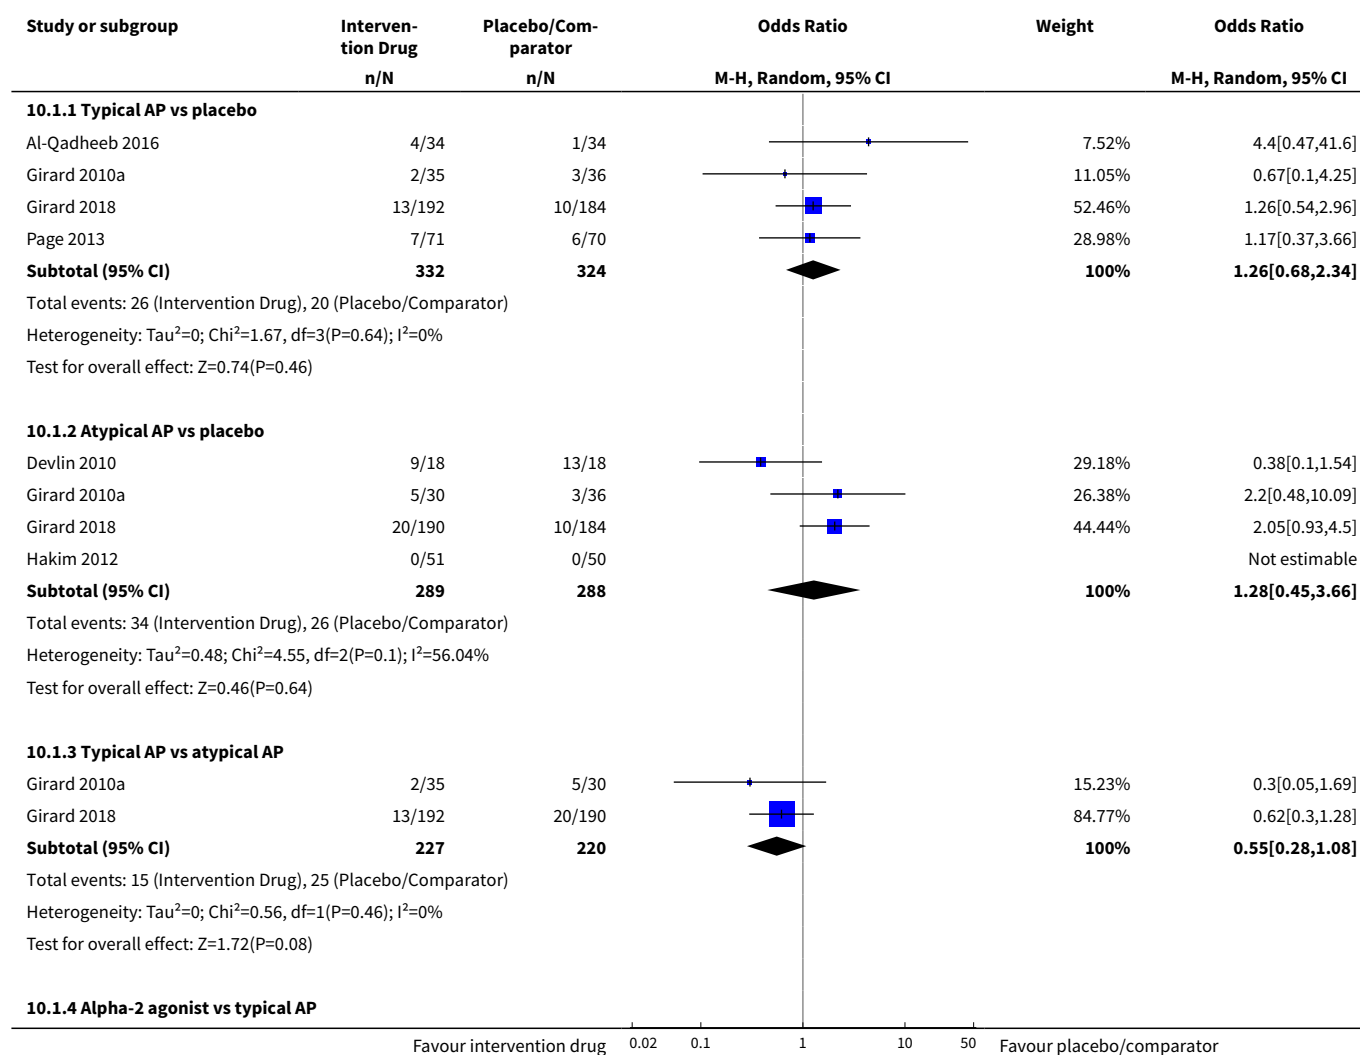 Study or subgroup Interven- Placebo/Com- Odds Ratio Weight Odds Ratio
tion Drug parator
n/N n/N M-H, Random, 95% CI M-H, Random, 95% CI
10.1.1 Typical AP vs placebo
Al-Qadheeb 2016 4/34 1/34 7.52% 4.4[0.47,41.6]
Girard 2010a 2/35 3/36 11.05% 0.67[0.1,4.25]
Girard 2018 13/192 10/184 52.46% 1.26[0.54,2.96]
Page 2013 7/71 6/70 28.98% 1.17[0.37,3.66]
Subtotal (95% CI) 332 324 100% 1.26[0.68,2.34]
Total events: 26 (Intervention Drug), 20 (Placebo/Comparator)
Heterogeneity: Tau²=0; Chi²=1.67, df=3(P=0.64); I²=0%
Test for overall effect: Z=0.74(P=0.46)
10.1.2 Atypical AP vs placebo
Devlin 2010 9/18 13/18 29.18% 0.38[0.1,1.54]
Girard 2010a 5/30 3/36 26.38% 2.2[0.48,10.09]
Girard 2018 20/190 10/184 44.44% 2.05[0.93,4.5]
Hakim 2012 0/51 0/50 Not estimable
Subtotal (95% CI) 289 288 100% 1.28[0.45,3.66]
Total events: 34 (Intervention Drug), 26 (Placebo/Comparator)
Heterogeneity: Tau²=0.48; Chi²=4.55, df=2(P=0.1); I²=56.04%
Test for overall effect: Z=0.46(P=0.64)
10.1.3 Typical AP vs atypical AP
Girard 2010a 2/35 5/30 15.23% 0.3[0.05,1.69]
Girard 2018 13/192 20/190 84.77% 0.62[0.3,1.28]
Subtotal (95% CI) 227 220 100% 0.55[0.28,1.08]
Total events: 15 (Intervention Drug), 25 (Placebo/Comparator)
Heterogeneity: Tau²=0; Chi²=0.56, df=1(P=0.46); I²=0%
Test for overall effect: Z=1.72(P=0.08)
10.1.4 Alpha-2 agonist vs typical AP
Favour intervention drug 0.02 0.1 1 10 50 Favour placebo/comparator